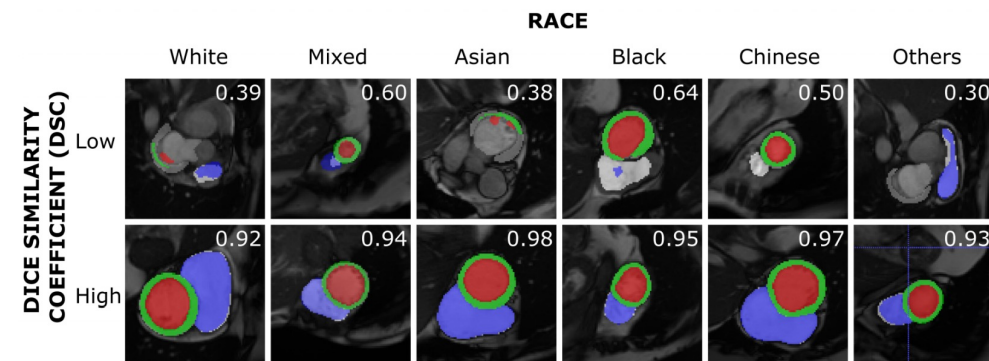 RACE
White Mixed Asian Black Chinese Others
DICE SIMILARITY
COEFFICIENT (DSC)
Low
0.39 0.60 0.38 0.64 0.50 0.30
High
0.92 0.94 0.98 0.95 0.97 0.93